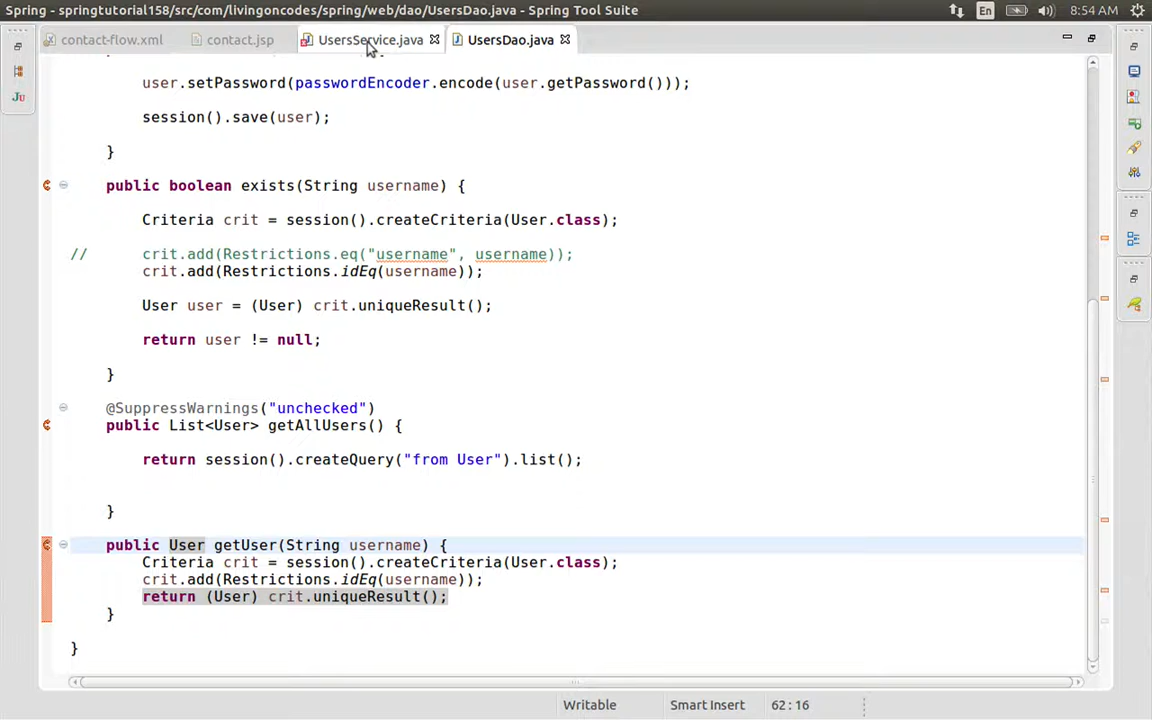 Spring - springtutorial158/src/com/livingoncodes/spring/web/dao/UsersDao.java - Spring Tool Suite
En
8:54 AM
contact-flow.xml
contact.jsp
UsersService.java
UsersDao.java
user.setPassword(passwordEncoder.encode(user.getPassword()));
session().save(user);
}
public boolean exists(String username) {
Criteria crit = session().createCriteria(User.class);
// crit.add(Restrictions.eq("username", username));
crit.add(Restrictions.idEq(username));
User user = (User) crit.uniqueResult();
return user != null;
}
@SuppressWarnings("unchecked")
public List<User> getAllUsers() {
return session().createQuery("from User").list();
}
public User getUser(String username) {
Criteria crit = session().createCriteria(User.class);
crit.add(Restrictions.idEq(username));
return (User) crit.uniqueResult();
}
}
Writable
Smart Insert
62 : 16